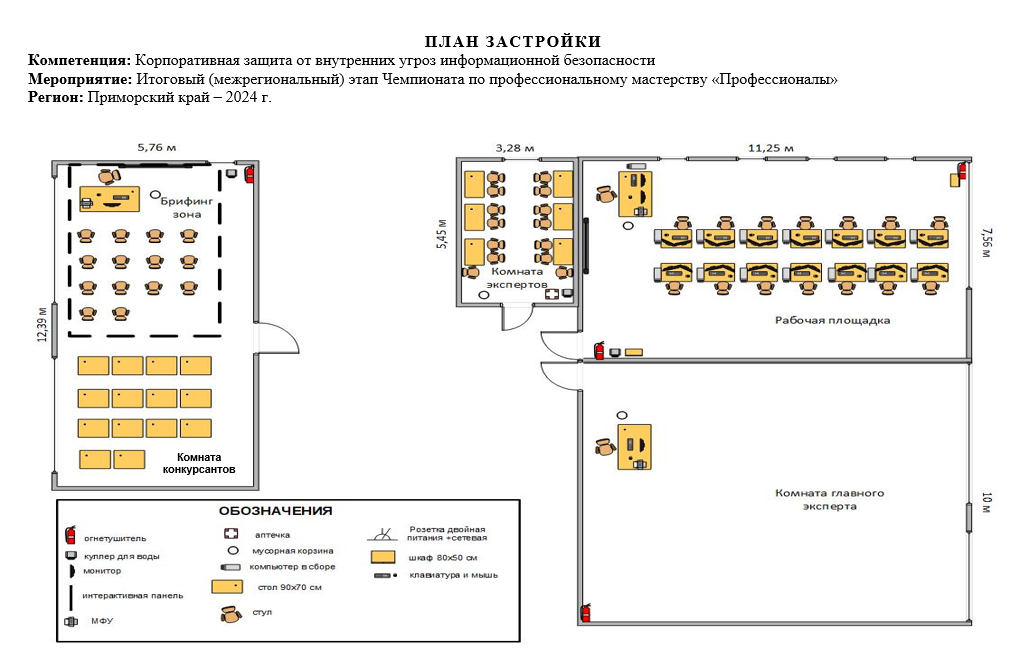 ПЛАН ЗАСТРОЙКИ
Компетенция: Корпоративная защита от внутренних угроз информационной безопасности
Мероприятие: Итоговый (межрегиональный) этап Чемпионата по профессиональному мастерству «Профессионалы»
Регион: Приморский край – 2024 г.
5,76 м
3,28 м
11,25 м
Брифинг
зона
5,45 м
7,56 м
Комната
экспертов
12,39 м
Рабочая площадка
Комната
конкурсантов
Комната главного
эксперта
10 м
ОБОЗНАЧЕНИЯ
огнетушитель
куллер для воды
монитор
интерактивная панель
МФУ
аптечка
мусорная корзина
компьютер в сборе
стол 90х70 см
стул
Розетка двойная
питания +сетевая
шкаф 80х50 см
клавиатура и мышь